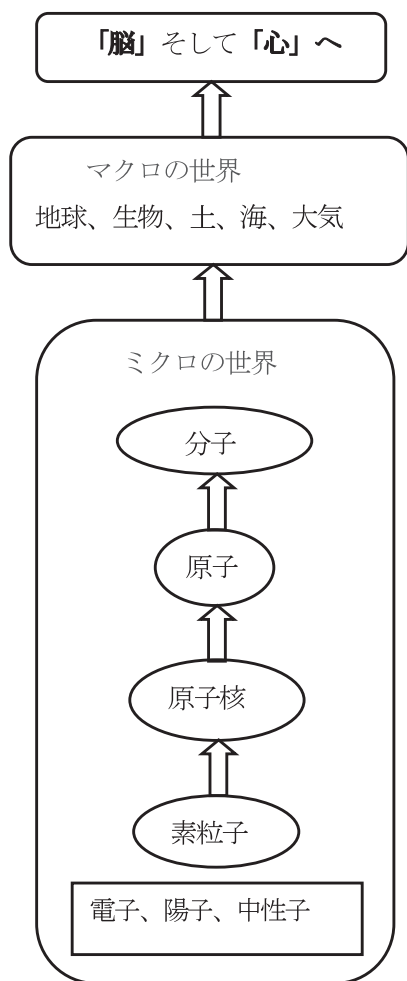 「脳」そして「心」へ
マクロの世界
地球、生物、土、海、大気
ミクロの世界
分子
原子
原子核
素粒子
電子、陽子、中性子